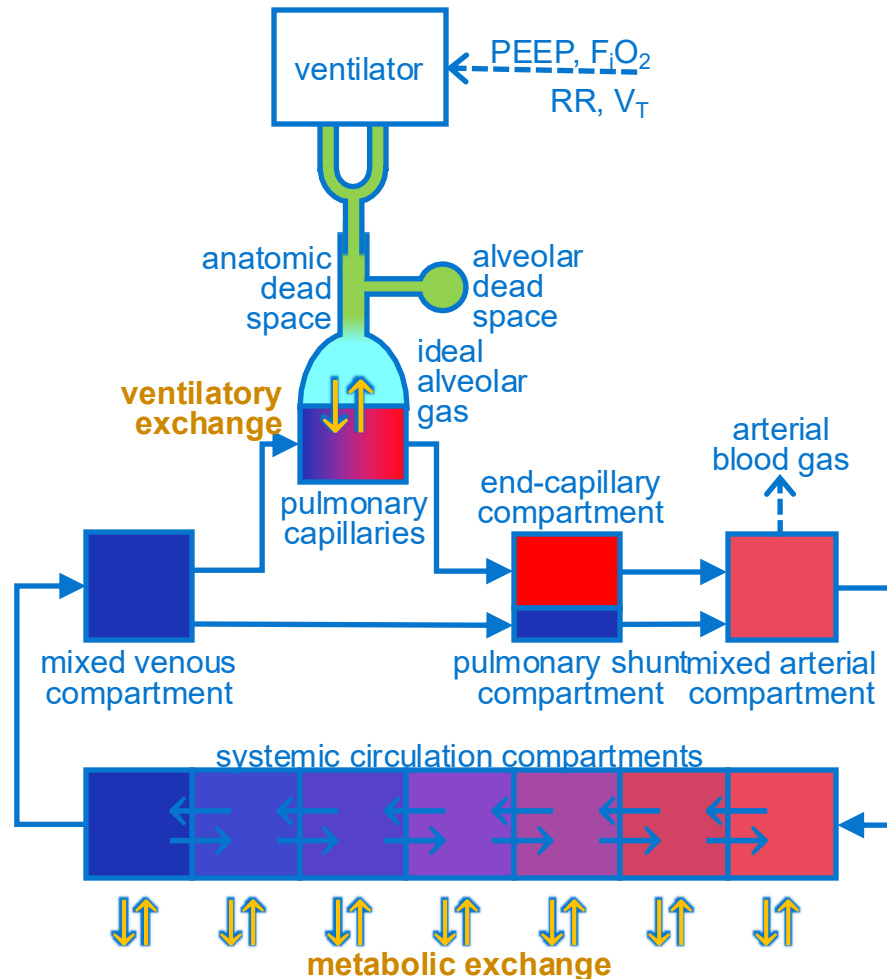 ventilator
PEEP, FiO2
RR, VT
anatomic
dead
space
alveolar
dead
space
ideal
alveolar
gas
ventilatory
exchange
pulmonary
capillaries
end-capillary
compartment
arterial
blood gas
mixed venous
compartment
pulmonary shunt
compartment
mixed arterial
compartment
systemic circulation compartments
metabolic exchange